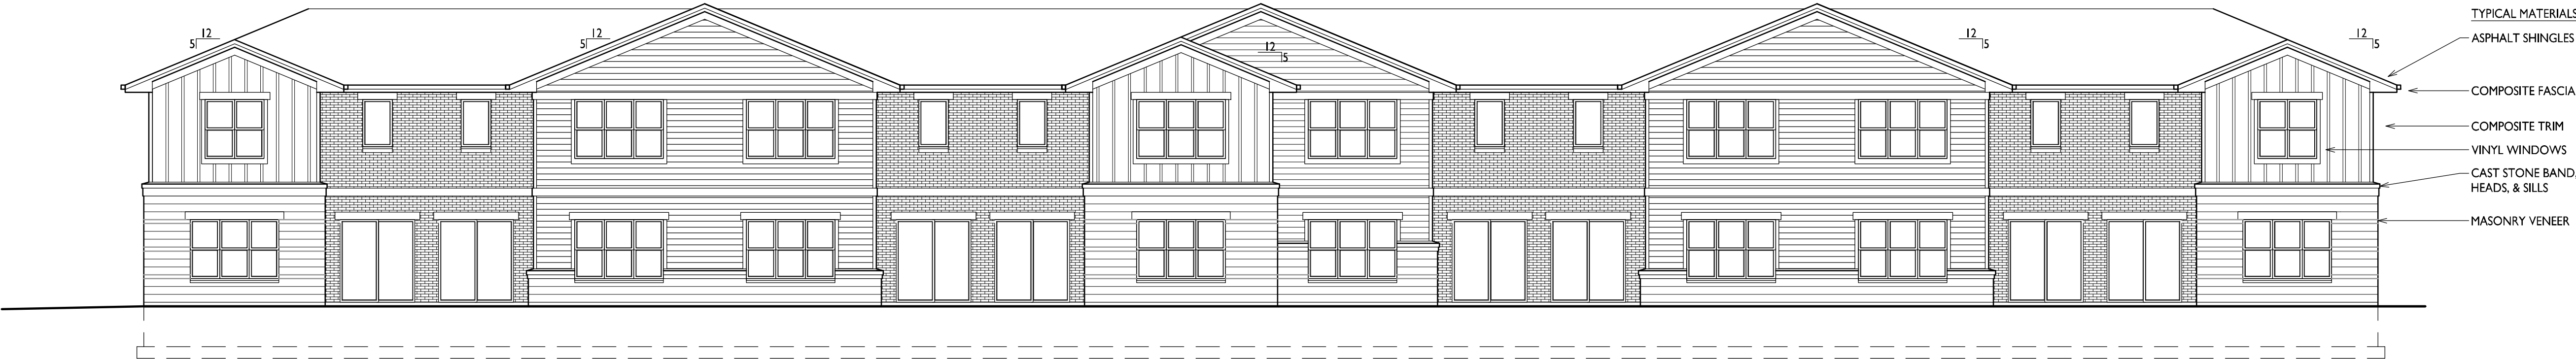 12
5
12
5
12
5
12
5
12
5
TYPICAL MATERIALS
ASPHALT SHINGLES
COMPOSITE FASCIA
COMPOSITE TRIM
VINYL WINDOWS
CAST STONE BAND,
HEADS, & SILLS
MASONRY VENEER